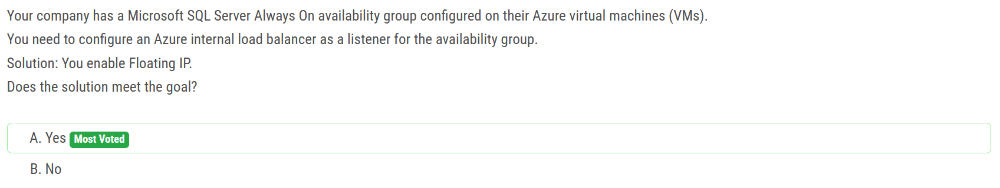 Your company has a Microsoft SQL Server Always On availability group configured on their Azure virtual machines (VMs).
You need to configure an Azure internal load balancer as a listener for the availability group.
Solution: You enable Floating IP.
Does the solution meet the goal?
A. Yes Most Voted
B. No